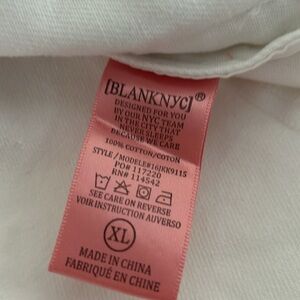 [BLANKNYC]®
DESIGNED FOR YOU
BY OUR NYC TEAM
IN THE CITY THAT
NEVER SLEEPS
BECAUSE WE CARE
100% COTTON/COTON
STYLE / MODELE#16JKK9115
PO# 117220
RN# 114542
SEE CARE ON REVERSE
VOIR INSTRUCTION AUVERSO
XL
MADE IN CHINA
FABRIQUÉ EN CHINE